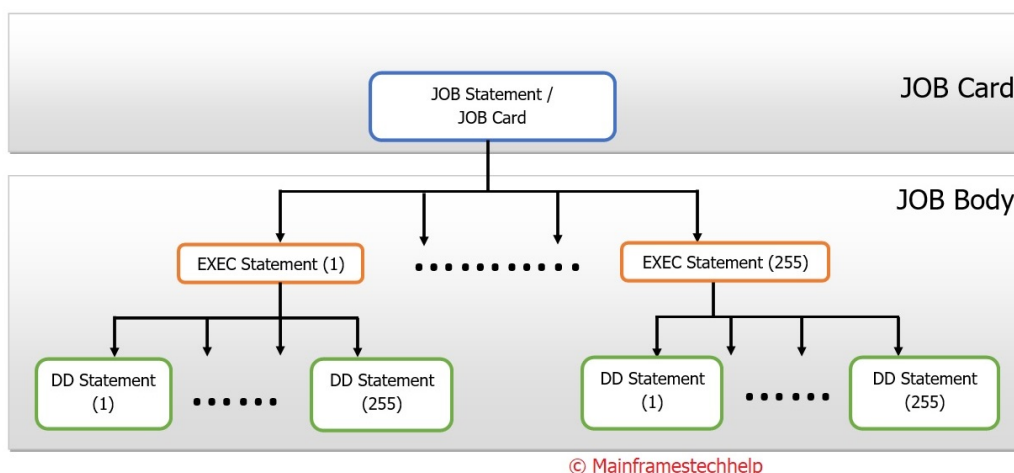 JOB Card
JOB Statement /
JOB Card
JOB Body
EXEC Statement (1)
EXEC Statement (255)
DD Statement
(1)
DD Statement
(255)
DD Statement
(1)
DD Statement
(255)
© Mainframestechhelp